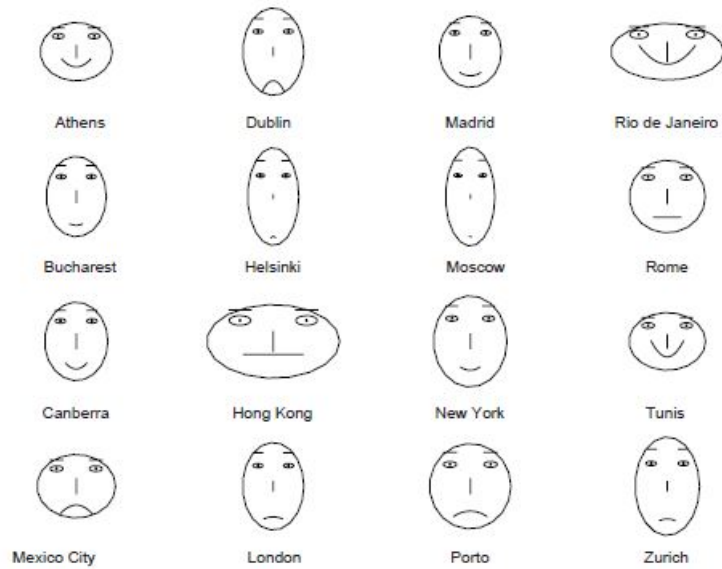 Athens Dublin Madrid Rio de Janeiro
Bucharest Helsinki Moscow Rome
Canberra Hong Kong New York Tunis
Mexico City London Porto Zurich